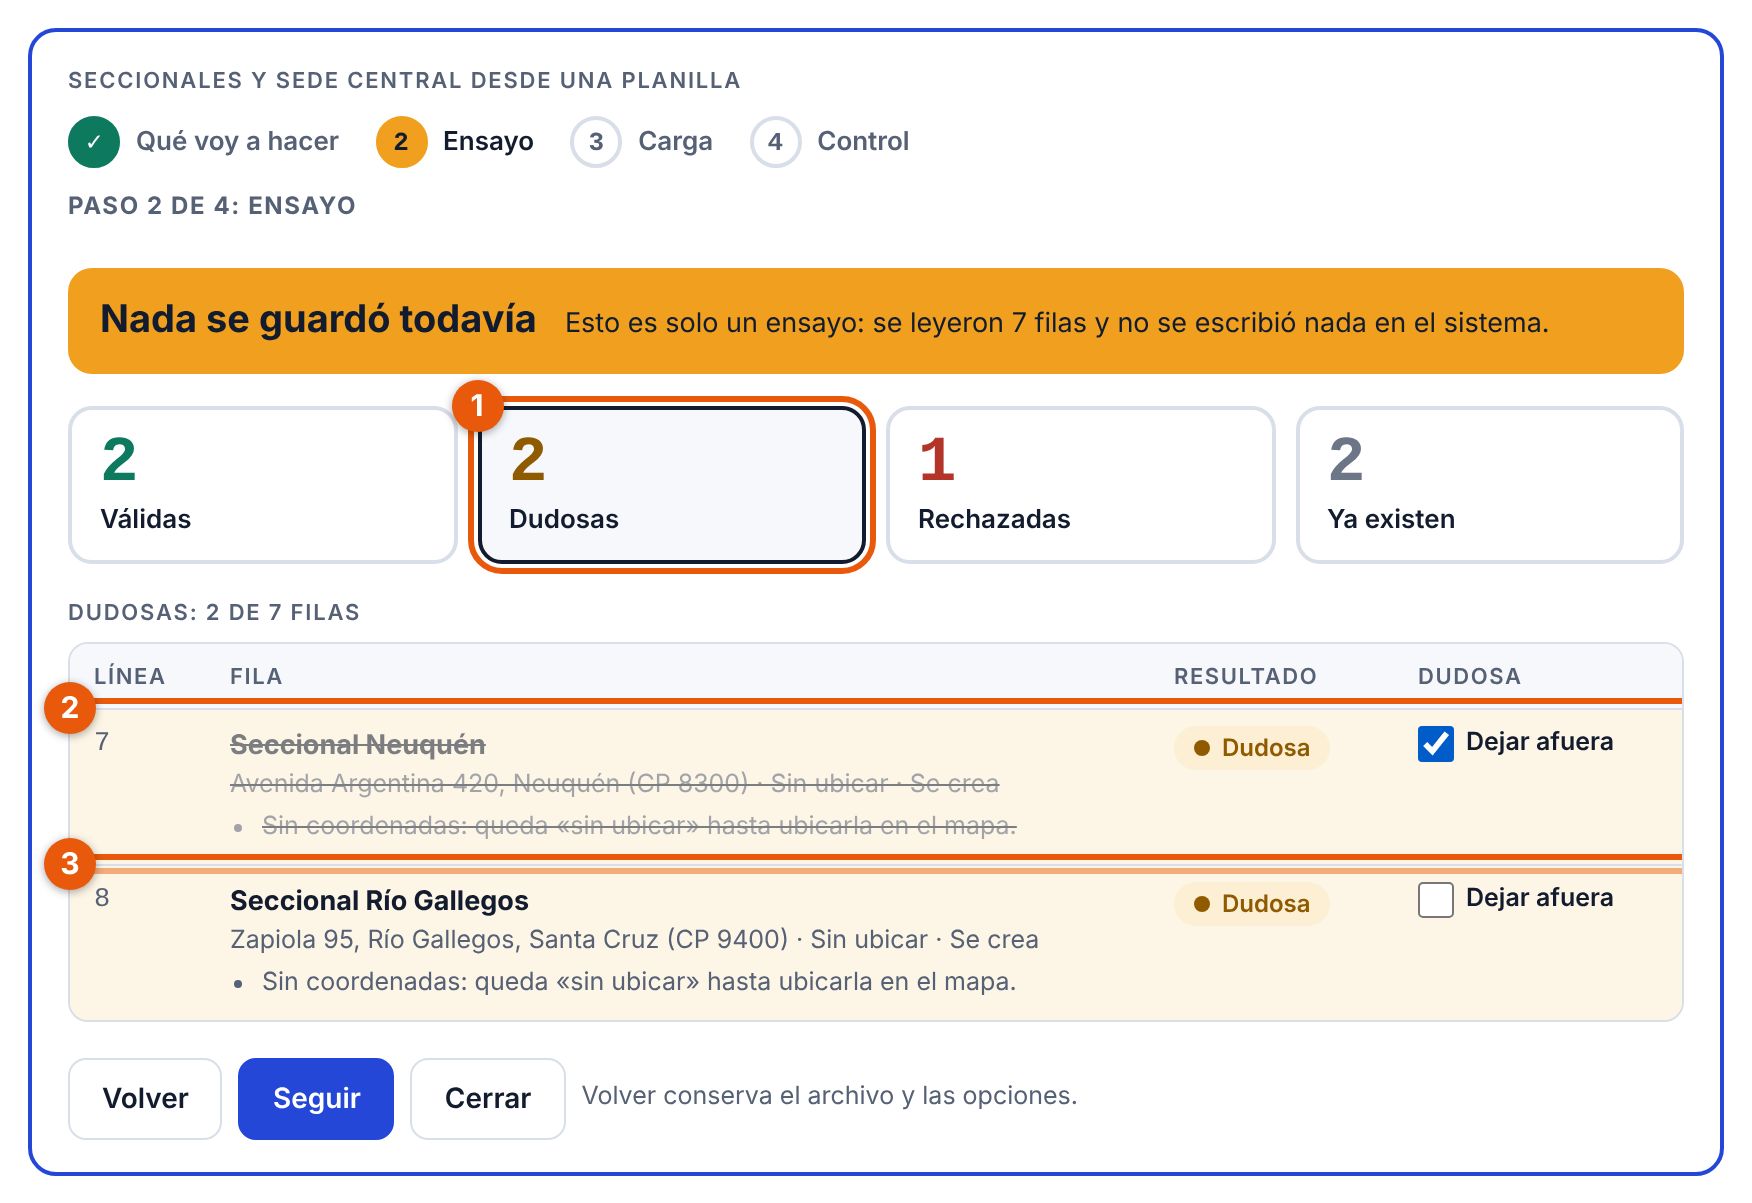 SECCIONALES Y SEDE CENTRAL DESDE UNA PLANILLA
✓ Qué voy a hacer 2 Ensayo 3 Carga 4 Control
PASO 2 DE 4: ENSAYO
Nada se guardó todavía Esto es solo un ensayo: se leyeron 7 filas y no se escribió nada en el sistema.
1
2 2 1 2
Válidas Dudosas Rechazadas Ya existen
DUDOSAS: 2 DE 7 FILAS
LÍNEA FILA RESULTADO DUDOSA
2
7 Seccional Neuquén Dudosa Dejar afuera
Avenida Argentina 420, Neuquén (CP 8300) · Sin ubicar · Se crea
• Sin coordenadas: queda «sin ubicar» hasta ubicarla en el mapa.
3
8 Seccional Río Gallegos Dudosa Dejar afuera
Zapiola 95, Río Gallegos, Santa Cruz (CP 9400) · Sin ubicar · Se crea
• Sin coordenadas: queda «sin ubicar» hasta ubicarla en el mapa.
Volver Seguir Cerrar Volver conserva el archivo y las opciones.